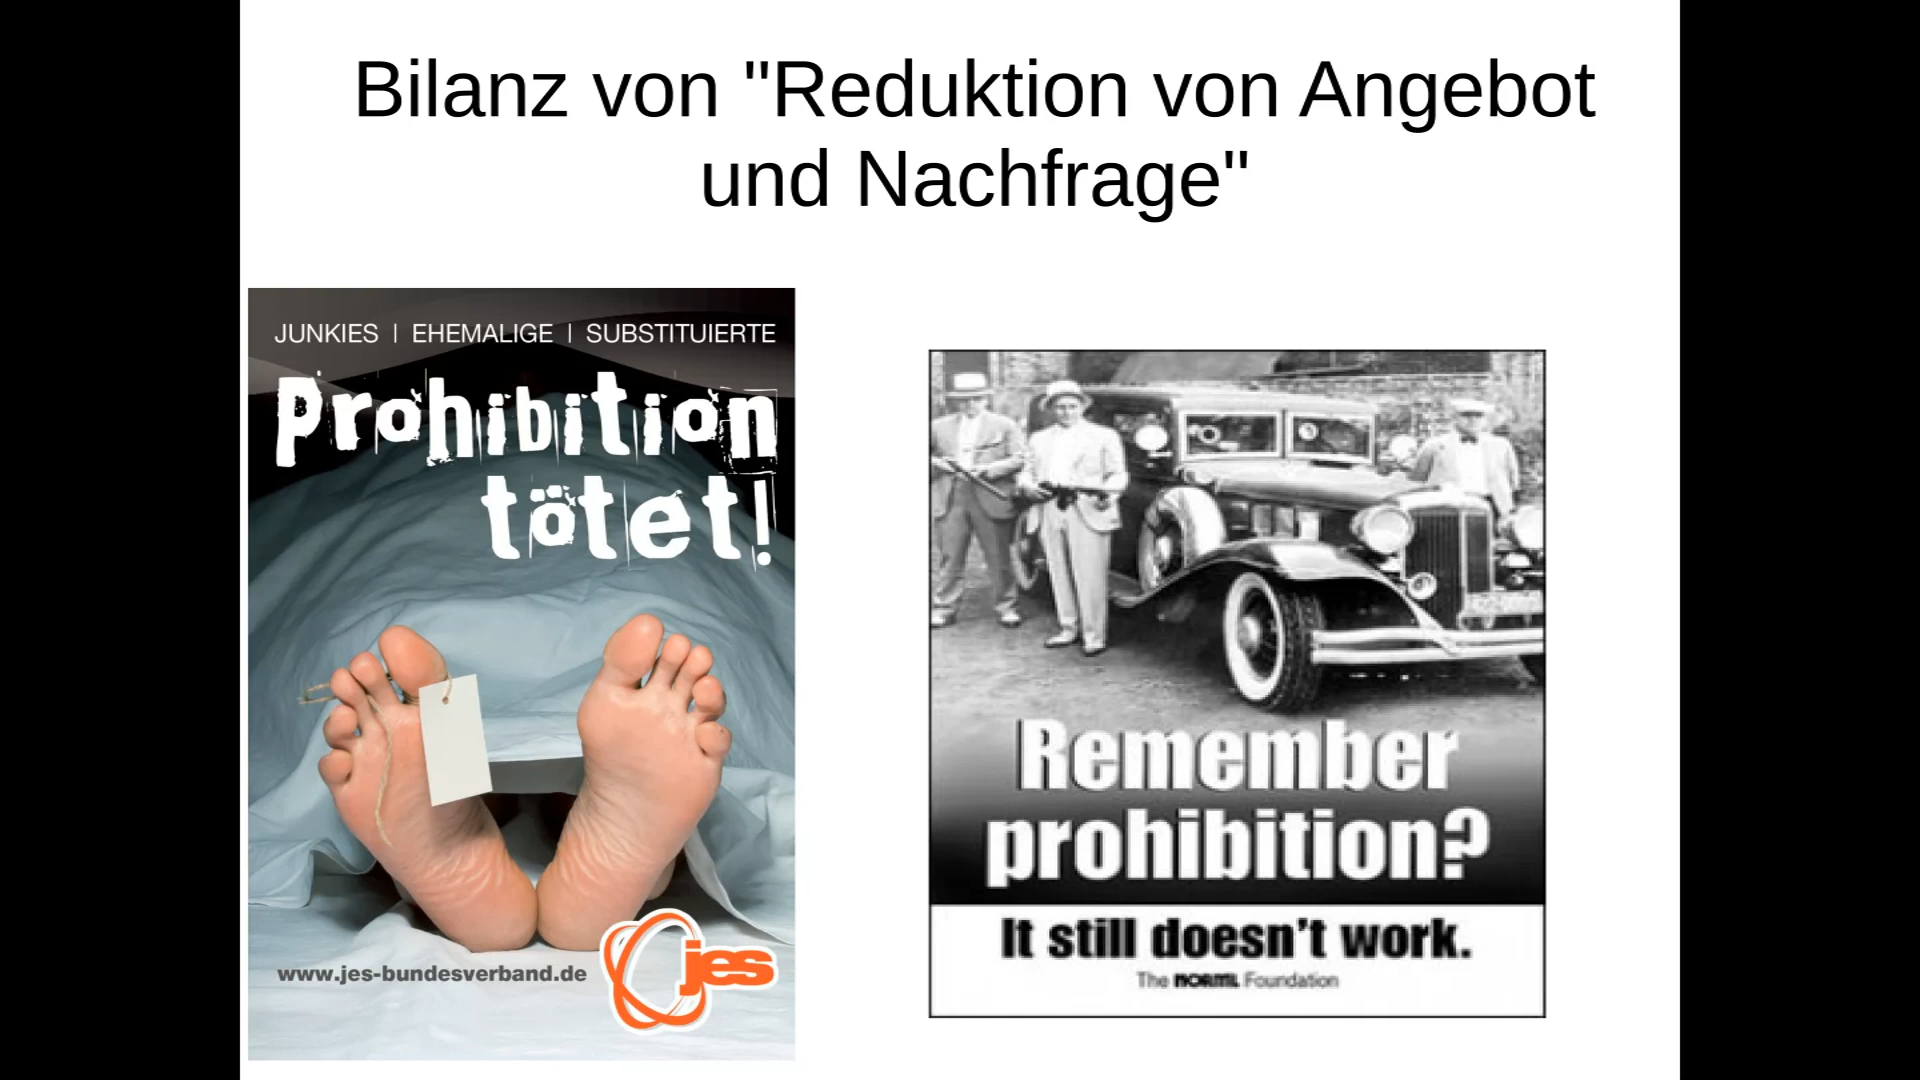 Bilanz von "Reduktion von Angebot
und Nachfrage"
JUNKIES | EHEMALIGE | SUBSTITUIERTE
Prohibition
tötet!
www.jes-bundesverband.de
jes
Remember
prohibition?
It still doesn't work.
The NORML Foundation